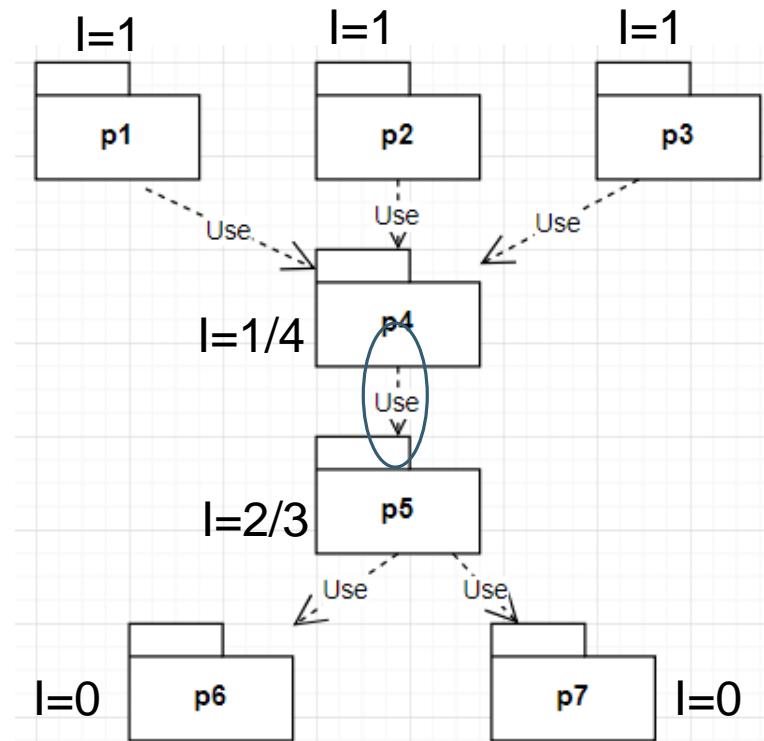 I=1
I=1
I=1
p1
p2
p3
Use
Use
Use
I=1/4
p4
Use
I=2/3
p5
Use
Use
I=0
p6
p7
I=0